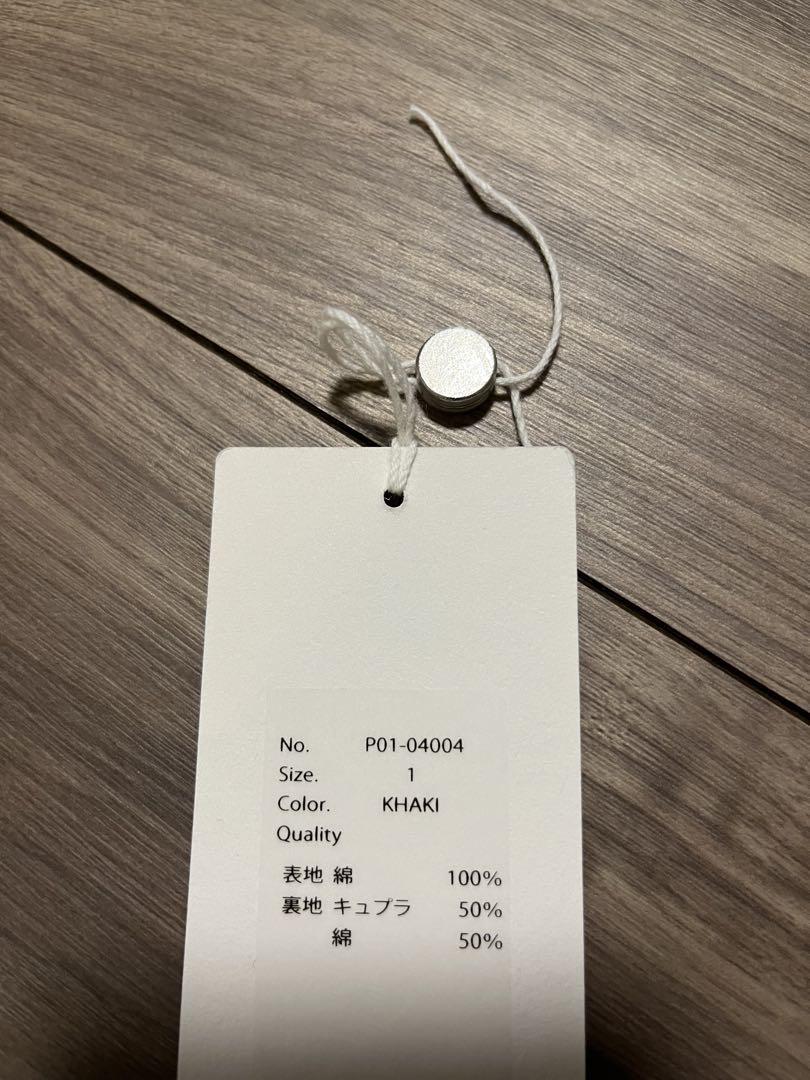 No. P01-04004
Size. 1
Color. KHAKI
Quality
表地 綿 100%
裏地 キュプラ 50%
綿 50%